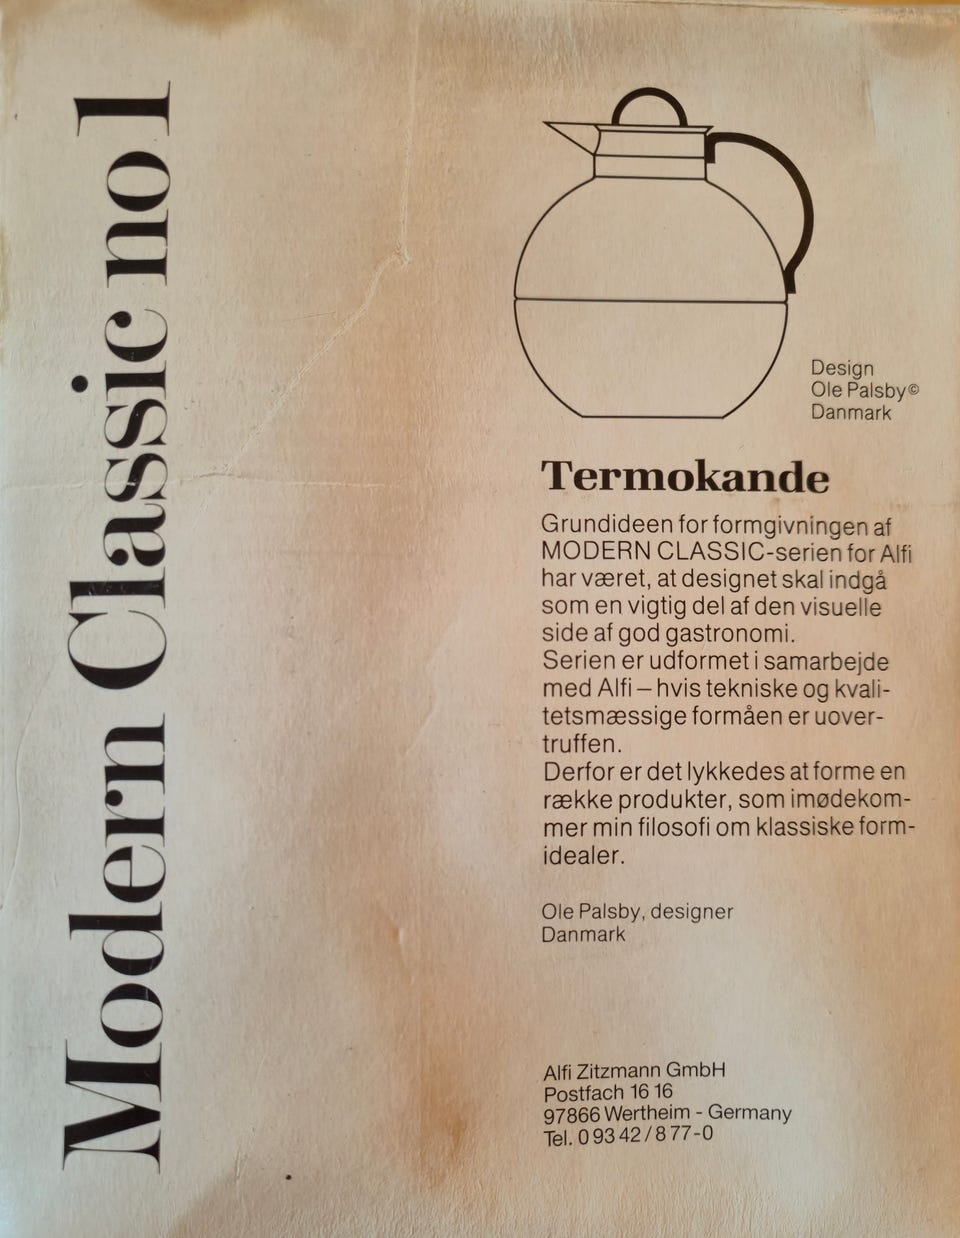 Modern Classic no 1
Design
Ole Palsby©
Danmark
Termokande
Grundideen for formgivningen af
MODERN CLASSIC-serien for Alfi
har været, at designet skal indgå
som en vigtig del af den visuelle
side af god gastronomi.
Serien er udformet i samarbejde
med Alfi – hvis tekniske og kvali-
tetsmæssige formåen er uover-
truffen.
Derfor er det lykkedes at forme en
række produkter, som imødekom-
mer min filosofi om klassiske form-
idealer.
Ole Palsby, designer
Danmark
Alfi Zitzmann GmbH
Postfach 16 16
97866 Wertheim - Germany
Tel. 0 93 42 / 8 77-0